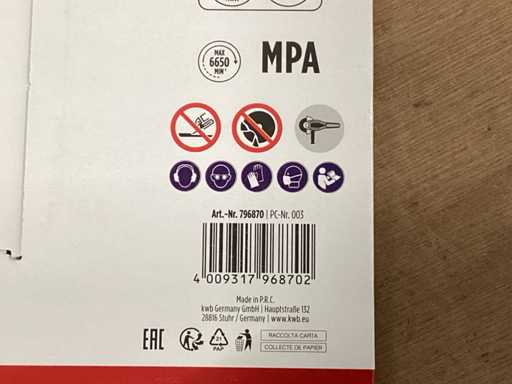 MAX
6650
MIN⁻¹
MPA
Art.-Nr. 796870 | PC-Nr. 003
4 009317 968702
Made in P.R.C.
kwb Germany GmbH | Hauptstraße 132
28816 Stuhr / Germany | www.kwb.eu
EAC
21
PAP
RACCOLTA CARTA
COLLECTE DE PAPIER